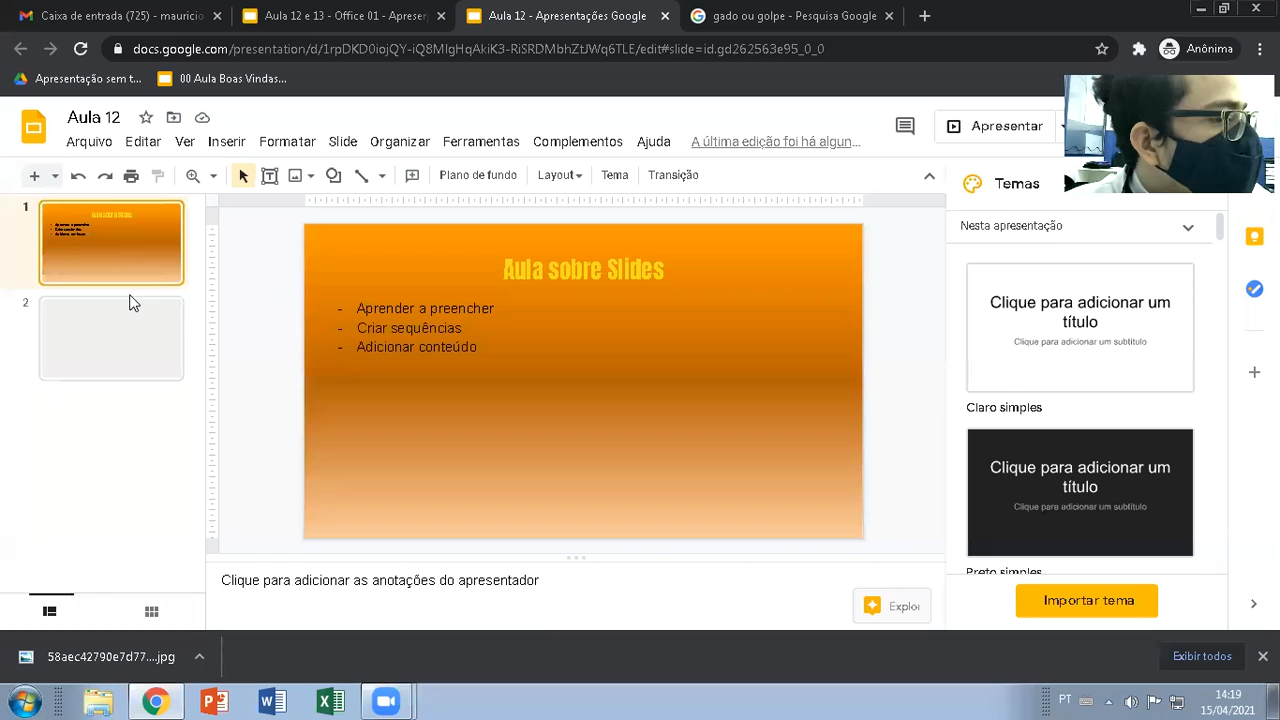 Caixa de entrada (225) - mauricio
Aula 12 e 13 - Office 01 - Apreser
Aula 12 - Apresentações Google
gado ou golpe - Pesquisa Google
docs.google.com/presentation/d/1rpDKD0iojQY-iQ8MIgHqAkiK3-RiSRDMbhZtJWq6TLE/edit#slide=id.gd262563e95_0_0
Anônima
Apresentação sem t...
00 Aula Boas Vindas...
Aula 12
Arquivo Editar Ver Inserir Formatar Slide Organizar Ferramentas Complementos Ajuda A última edição foi há algun...
Apresentar
Plano de fundo Layout Tema Transição
Temas
Nesta apresentação
1
2
Aula sobre Slides
- Aprender a preencher
- Criar sequências
- Adicionar conteúdo
Clique para adicionar um
título
Clique para adicionar um subtítulo
Claro simples
Clique para adicionar um
título
Clique para adicionar um subtítulo
Preto simples
Importar tema
Clique para adicionar as anotações do apresentador
Explor
58aec42790e7d77....jpg
Exibir todos
PT
14:19
15/04/2021